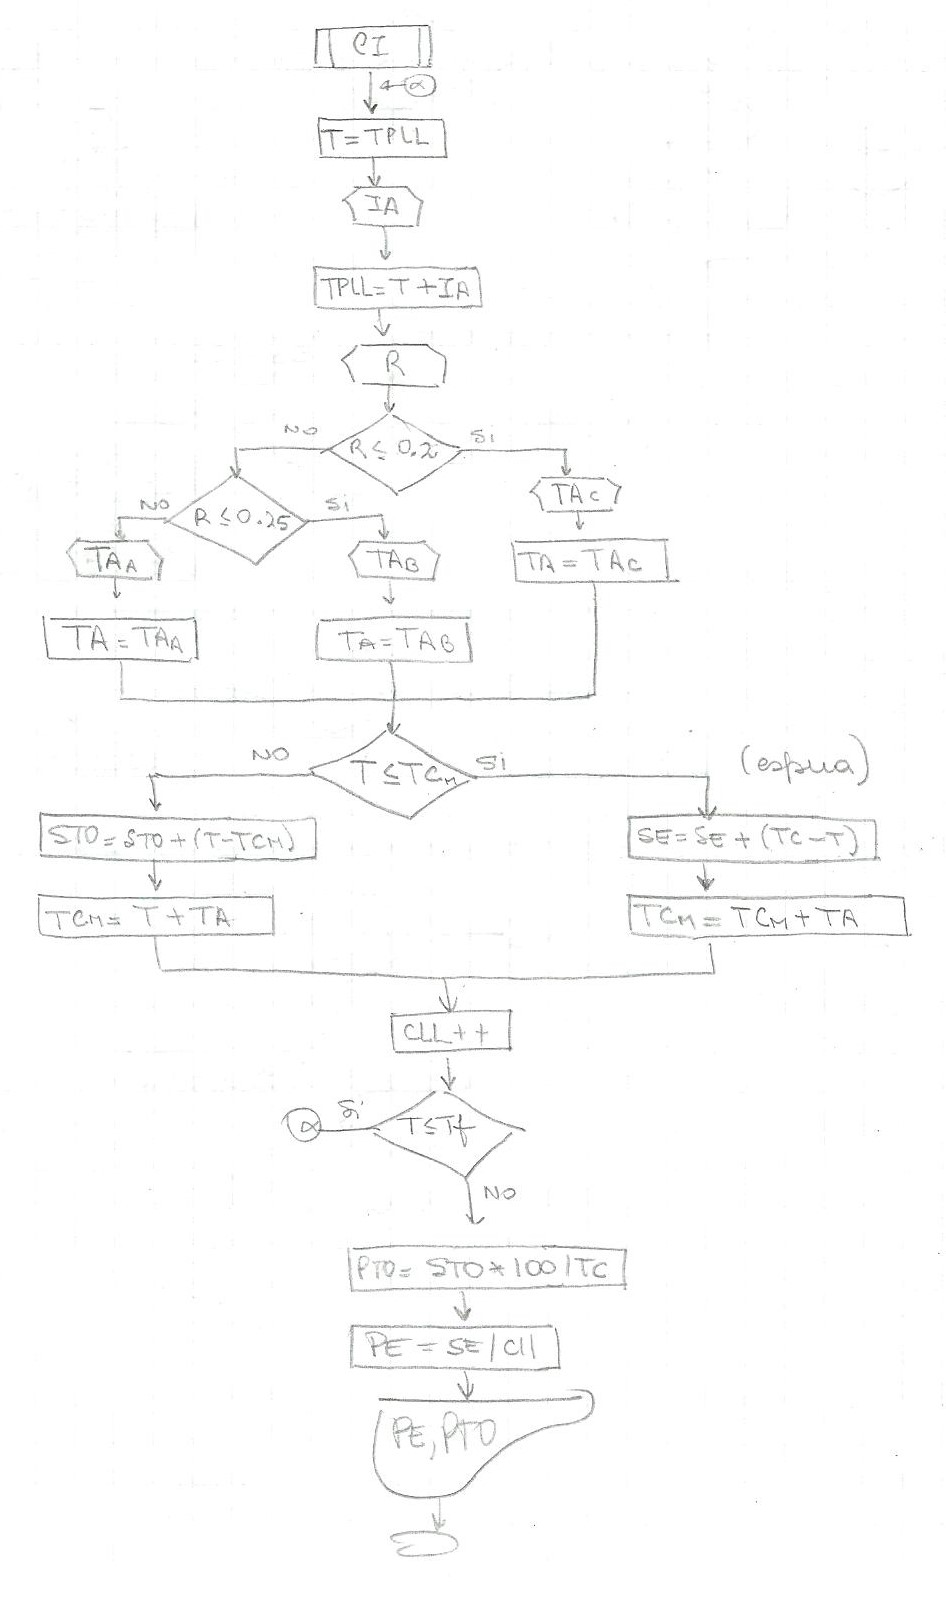 CI
α
T=TPLL
IA
TPLL=T+IA
R
NO
R≤0.2
Si
NO
R≤0.25
Si
TAC
TAA
TAB
TA=TAC
TA=TAA
TA=TAB
NO
T≤TCM
Si
(espera)
STO=STO+(T-TCM)
SE=SE+(TC-T)
TCM=T+TA
TCM=TCM+TA
CLL++
α
Si
T≤Tf
NO
PTO=STO*100/TC
PE=SE/Cll
PE, PTO